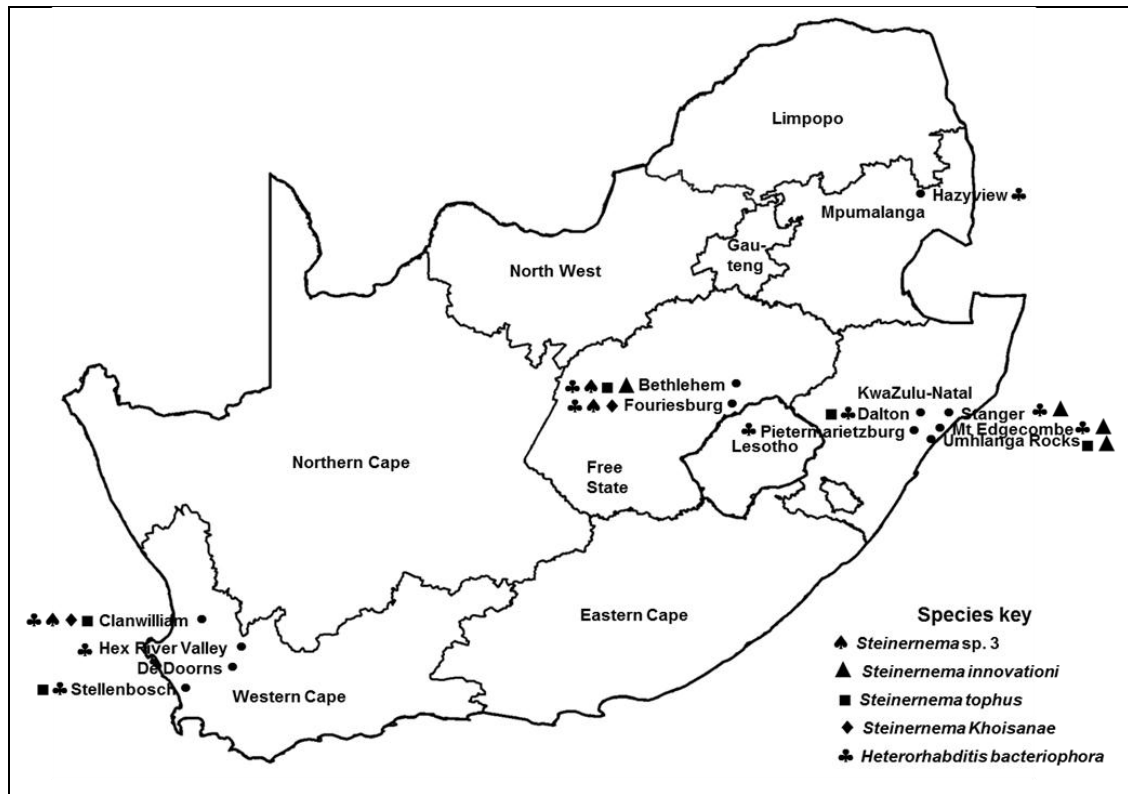 Limpopo
Hazyview
Mpumalanga
Gau-
teng
North West
Bethlehem
Fouriesburg
KwaZulu-Natal
Dalton
Stanger
Mt Edgecombe
Pietermarietzburg
Umhlanga Rocks
Lesotho
Northern Cape
Free
State
Clanwilliam
Hex River Valley
De Doorns
Stellenbosch
Western Cape
Eastern Cape
Species key
Steinernema sp. 3
Steinernema innovationi
Steinernema tophus
Steinernema Khoisanae
Heterorhabditis bacteriophora